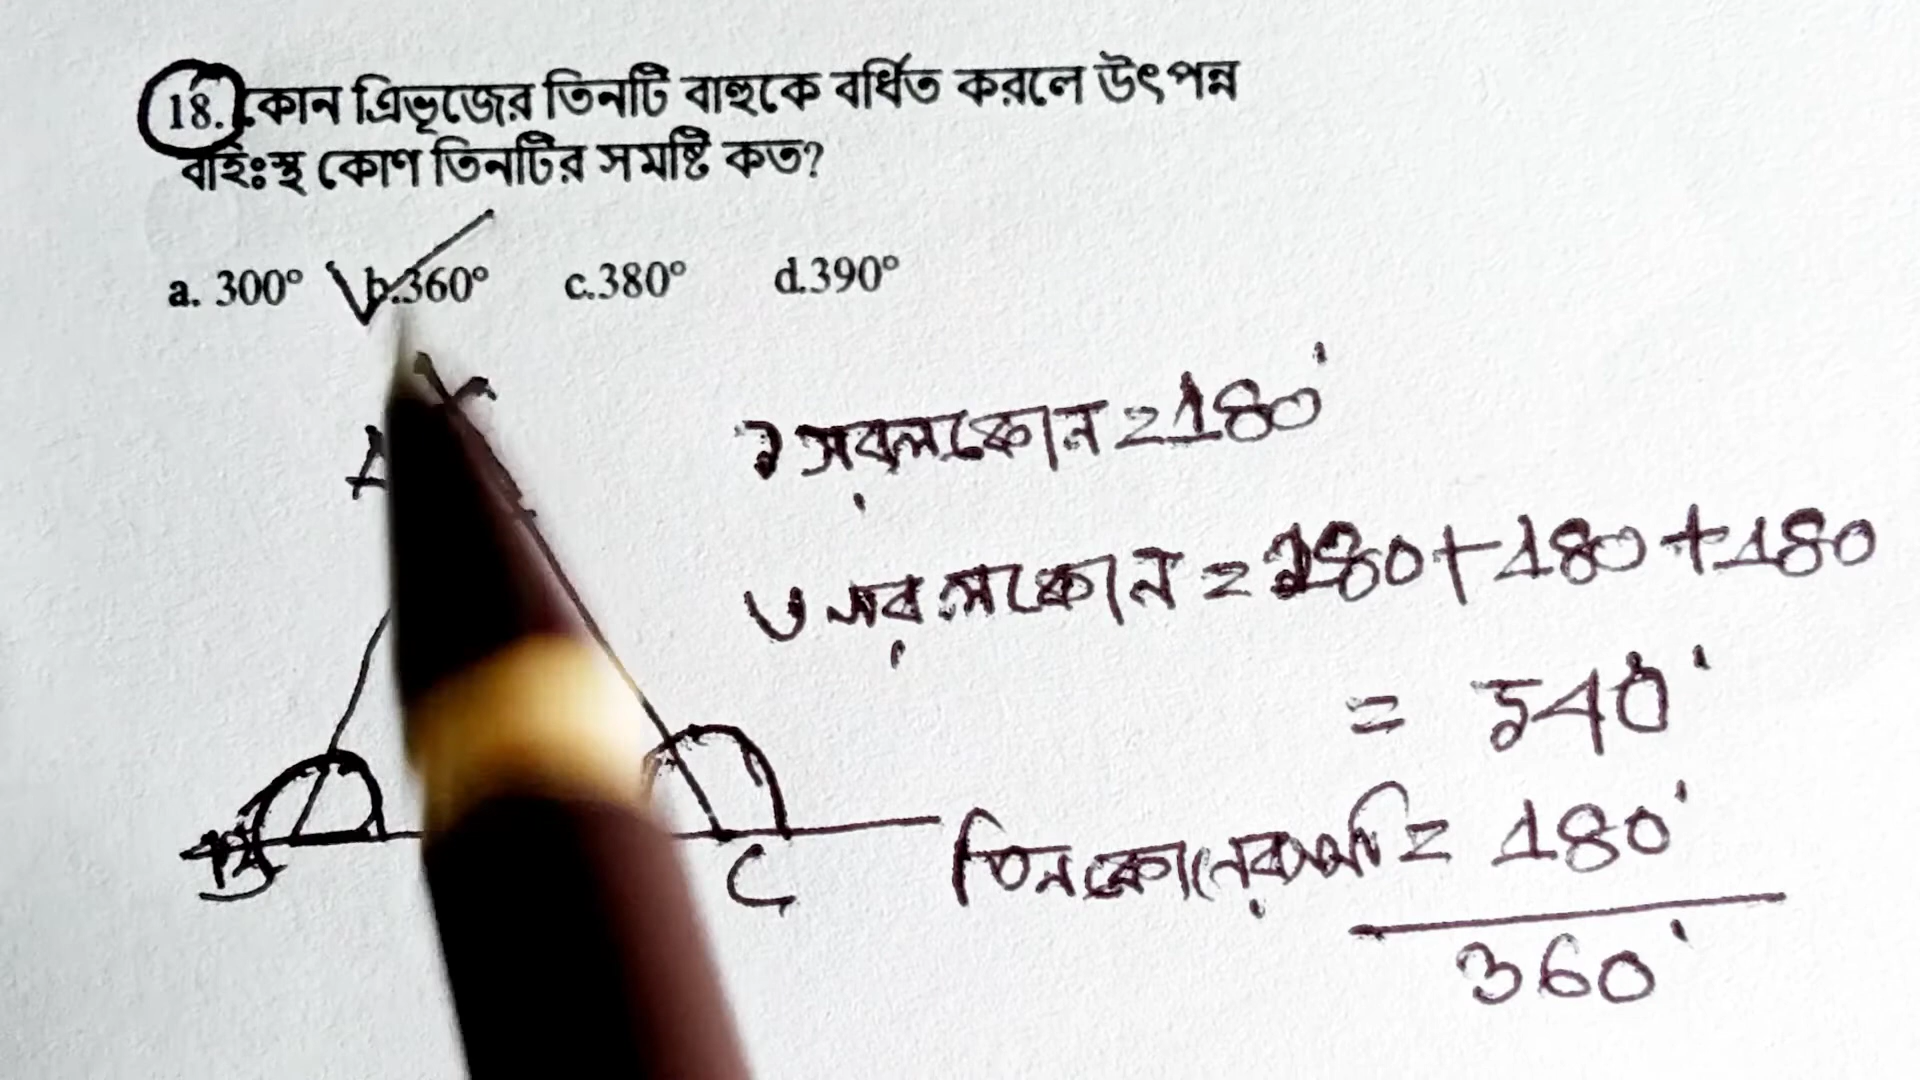 18. কোন ত্রিভূজের তিনটি বাহুকে বর্ধিত করলে উৎপন্ন
বহিঃস্থ কোণ তিনটির সমষ্টি কত?
a. 300° b.360° c.380° d.390°
A
B
C
১ সরলকোন = 180°
৩ সরলকোন = 180+180+180
= 540°
তিনকোনের = 180°
360°